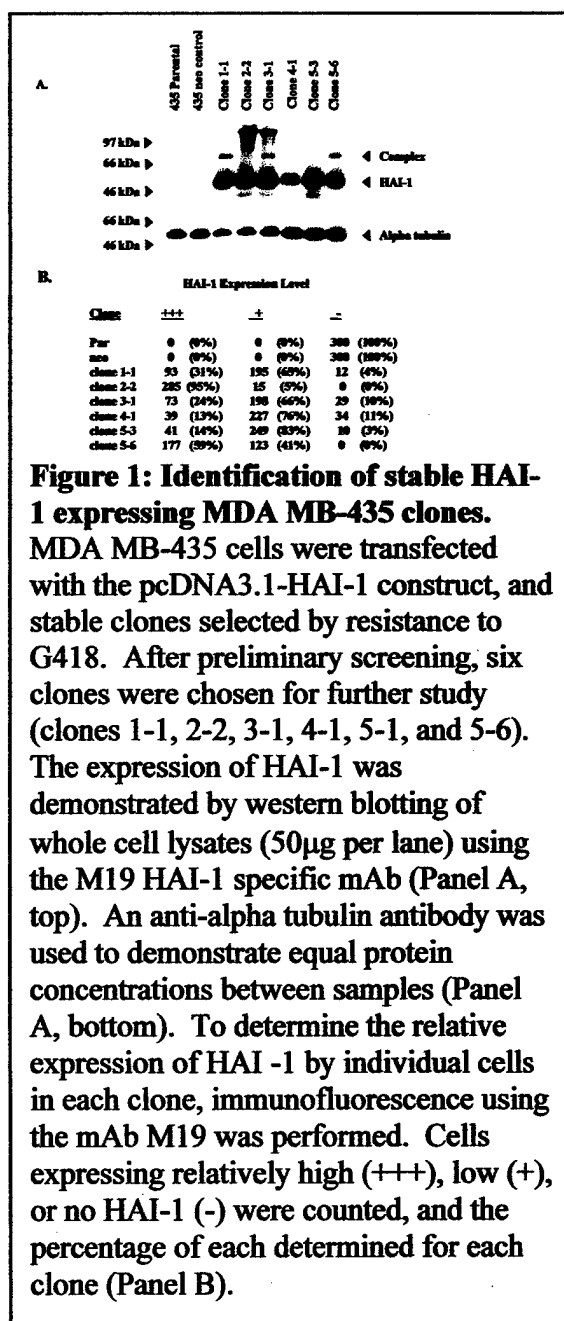 A.
435 Parental
435 neo control
Clone 1-1
Clone 2-2
Clone 3-1
Clone 4-1
Clone 5-3
Clone 5-6
97 kDa
66 kDa
46 kDa
66 kDa
46 kDa
Complex
HAI-1
Alpha tubulin
B.
HAI-1 Expression Level
Clone +++ + -
Par 0 (0%) 0 (0%) 300 (100%)
neo 0 (0%) 0 (0%) 300 (100%)
clone 1-1 93 (31%) 195 (65%) 12 (4%)
clone 2-2 285 (95%) 15 (5%) 0 (0%)
clone 3-1 73 (24%) 198 (66%) 29 (10%)
clone 4-1 39 (13%) 227 (76%) 34 (11%)
clone 5-3 41 (14%) 249 (83%) 10 (3%)
clone 5-6 177 (59%) 123 (41%) 0 (0%)
Figure 1: Identification of stable HAI-
1 expressing MDA MB-435 clones.
MDA MB-435 cells were transfected
with the pcDNA3.1-HAI-1 construct, and
stable clones selected by resistance to
G418. After preliminary screening, six
clones were chosen for further study
(clones 1-1, 2-2, 3-1, 4-1, 5-1, and 5-6).
The expression of HAI-1 was
demonstrated by western blotting of
whole cell lysates (50μg per lane) using
the M19 HAI-1 specific mAb (Panel A,
top). An anti-alpha tubulin antibody was
used to demonstrate equal protein
concentrations between samples (Panel
A, bottom). To determine the relative
expression of HAI -1 by individual cells
in each clone, immunofluorescence using
the mAb M19 was performed. Cells
expressing relatively high (+++), low (+),
or no HAI-1 (-) were counted, and the
percentage of each determined for each
clone (Panel B).